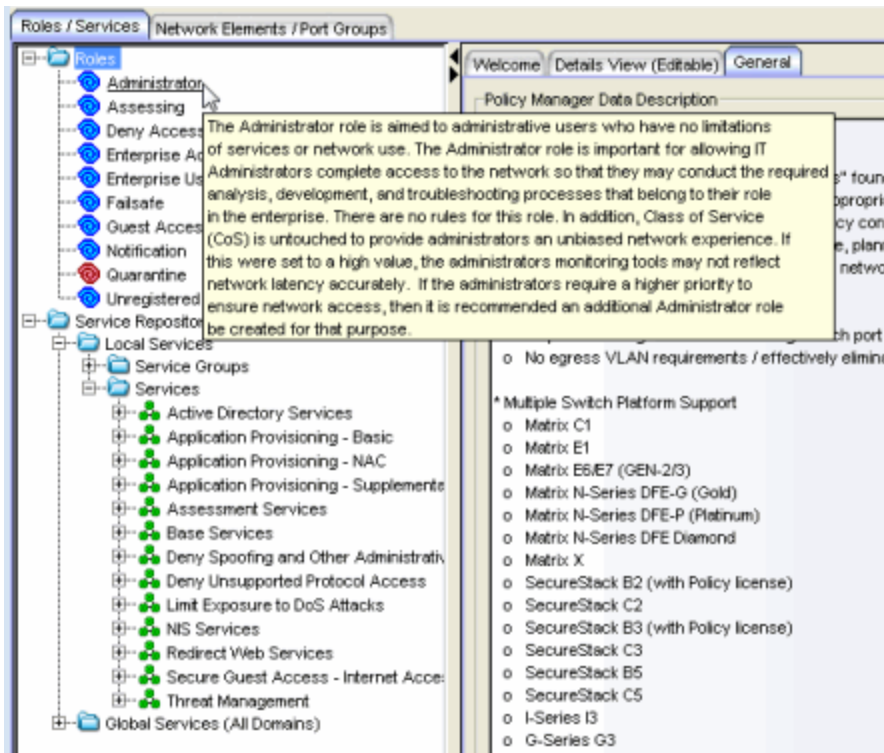 Roles / Services
Network Elements / Port Groups
Roles
Administrator
Assessing
Deny Access
Enterprise
Enterprise
Failsafe
Guest
Notification
Quarantine
Unregistered
Service
Local Services
Service Groups
Services
Active Directory Services
Application Provisioning - Basic
Application Provisioning - NAC
Application Provisioning - Supplementa
Assessment Services
Base Services
Deny Spoofing and Other Administrativ
Deny Unsupported Protocol Access
Limit Exposure to DoS Attacks
NIS Services
Redirect Web Services
Secure Guest Access - Internet Acce
Threat Management
Global Services (All Domains)
The Administrator role is aimed to administrative users who have no limitations
of services or network use. The Administrator role is important for allowing IT
Administrators complete access to the network so that they may conduct the required
analysis, development, and troubleshooting processes that belong to their role
in the enterprise. There are no rules for this role. In addition, Class of Service
(CoS) is untouched to provide administrators an unbiased network experience. If
this were set to a high value, the administrators monitoring tools may not reflect
network latency accurately. If the administrators require a higher priority to
ensure network access, then it is recommended an additional Administrator role
be created for that purpose.
Welcome
Details View (Editable)
General
Policy Manager Data Description
o No egress VLAN requirements / effectively elimine
* Multiple Switch Platform Support
o Matrix C1
o Matrix E1
o Matrix E6/E7 (GEN-2/3)
o Matrix N-Series DFE-G (Gold)
o Matrix N-Series DFE-P (Platinum)
o Matrix N-Series DFE Diamond
o Matrix X
o SecureStack B2 (with Policy license)
o SecureStack C2
o SecureStack B3 (with Policy license)
o SecureStack C3
o SecureStack B5
o SecureStack C5
o I-Series I3
o G-Series G3